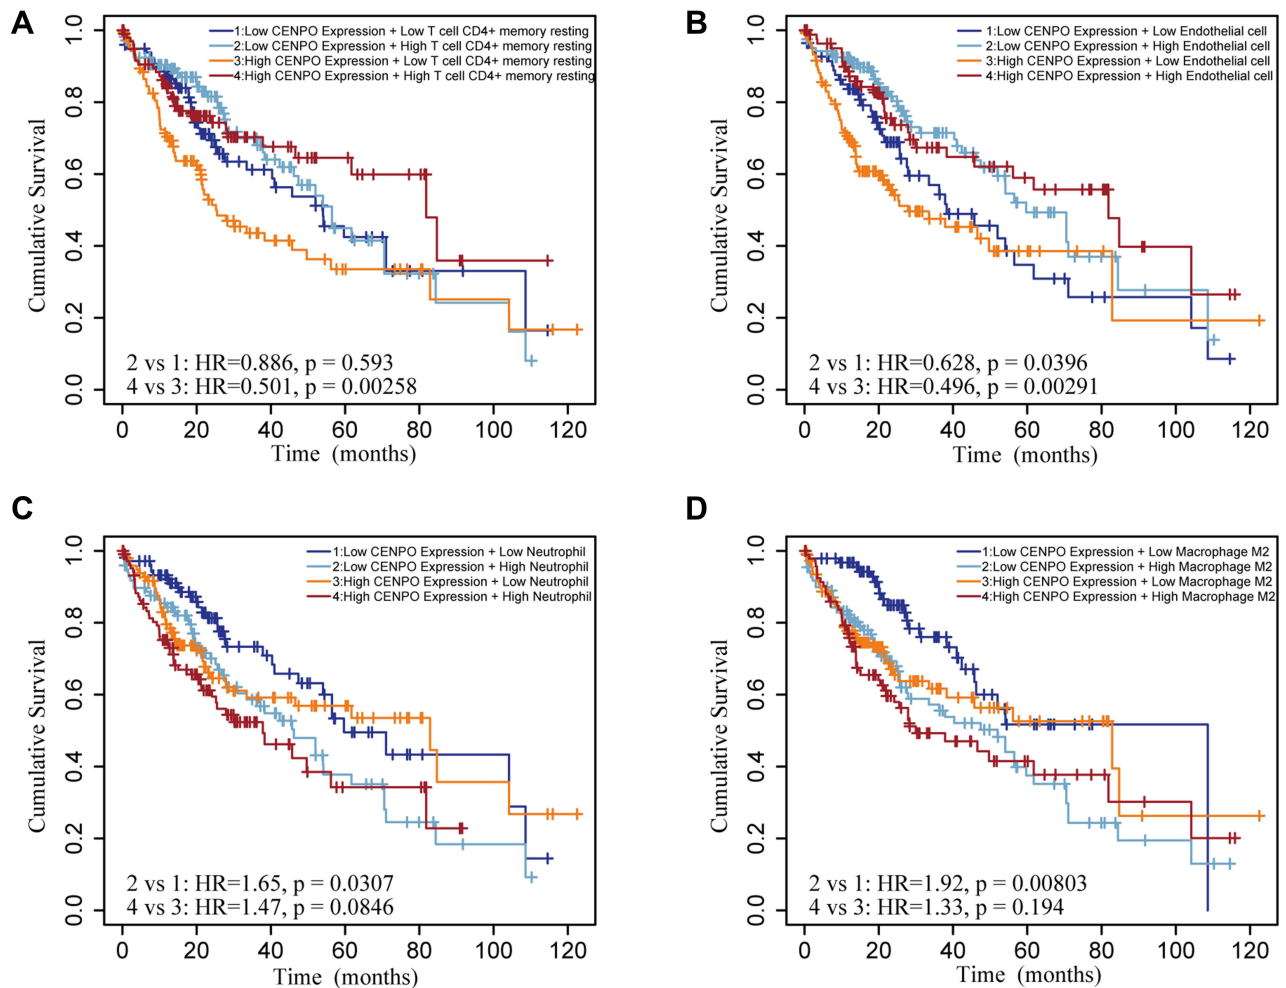 A
1:Low CENPO Expression + Low T cell CD4+ memory resting
2:Low CENPO Expression + High T cell CD4+ memory resting
3:High CENPO Expression + Low T cell CD4+ memory resting
4:High CENPO Expression + High T cell CD4+ memory resting
Cumulative Survival
1.0
0.8
0.6
0.4
0.2
0.0
2 vs 1: HR=0.886, p = 0.593
4 vs 3: HR=0.501, p = 0.00258
0 20 40 60 80 100 120
Time (months)
B
1:Low CENPO Expression + Low Endothelial cell
2:Low CENPO Expression + High Endothelial cell
3:High CENPO Expression + Low Endothelial cell
4:High CENPO Expression + High Endothelial cell
Cumulative Survival
1.0
0.8
0.6
0.4
0.2
0.0
2 vs 1: HR=0.628, p = 0.0396
4 vs 3: HR=0.496, p = 0.00291
0 20 40 60 80 100 120
Time (months)
C
1:Low CENPO Expression + Low Neutrophil
2:Low CENPO Expression + High Neutrophil
3:High CENPO Expression + Low Neutrophil
4:High CENPO Expression + High Neutrophil
Cumulative Survival
1.0
0.8
0.6
0.4
0.2
0.0
2 vs 1: HR=1.65, p = 0.0307
4 vs 3: HR=1.47, p = 0.0846
0 20 40 60 80 100 120
Time (months)
D
1:Low CENPO Expression + Low Macrophage M2
2:Low CENPO Expression + High Macrophage M2
3:High CENPO Expression + Low Macrophage M2
4:High CENPO Expression + High Macrophage M2
Cumulative Survival
1.0
0.8
0.6
0.4
0.2
0.0
2 vs 1: HR=1.92, p = 0.00803
4 vs 3: HR=1.33, p = 0.194
0 20 40 60 80 100 120
Time (months)